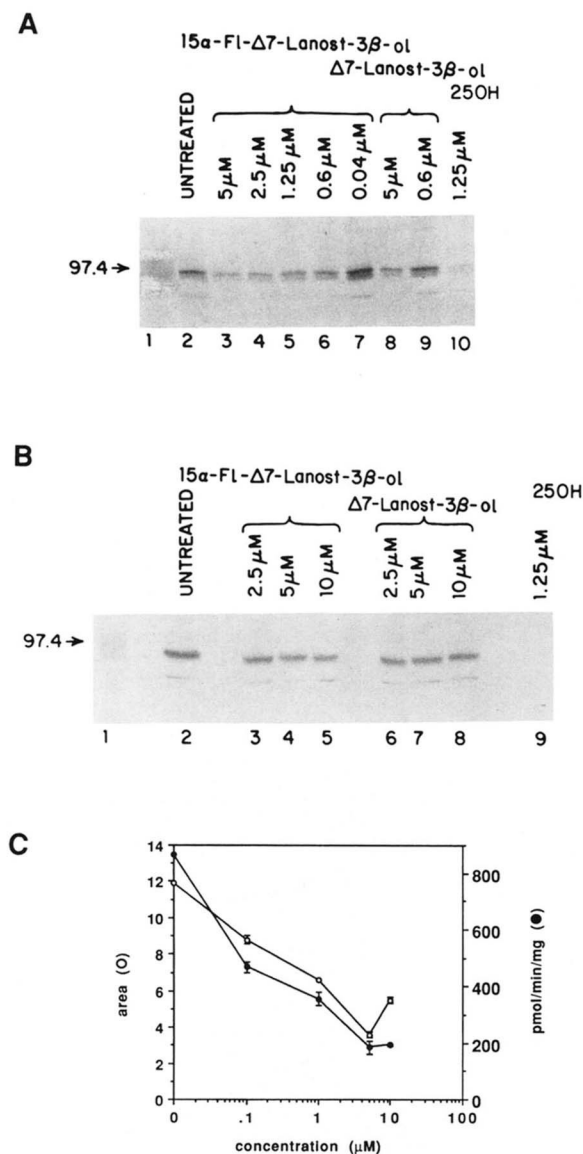 A
15α-Fl-Δ7-Lanost-3β-ol
Δ7-Lanost-3β-ol
25OH
UNTREATED
5μM
2.5μM
1.25μM
0.6μM
0.04μM
5μM
0.6μM
1.25μM
97.4→
1 2 3 4 5 6 7 8 9 10
B
15α-Fl-Δ7-Lanost-3β-ol
Δ7-Lanost-3β-ol
25OH
UNTREATED
2.5μM
5μM
10μM
2.5μM
5μM
10μM
1.25μM
97.4→
1 2 3 4 5 6 7 8 9
C
14
12
10
8
6
4
2
0
area (O)
800
600
400
200
0
pmol/min/mg (●)
0 .1 1 10 100
concentration (μM)